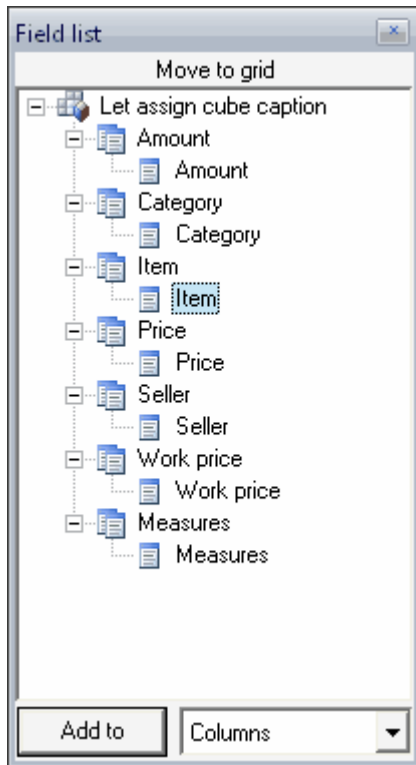 Field list
Move to grid
Let assign cube caption
Amount
Amount
Category
Category
Item
Item
Price
Price
Seller
Seller
Work price
Work price
Measures
Measures
Add to
Columns